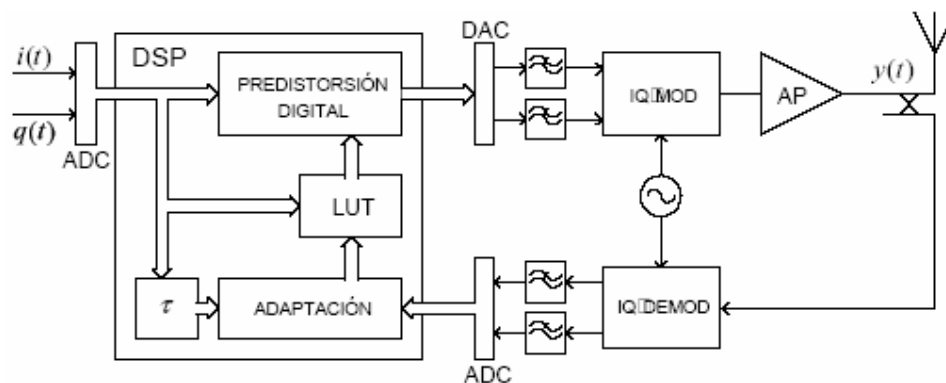 i(t)
q(t)
ADC
DSP
PREDISTORSIÓN
DIGITAL
LUT
τ
ADAPTACIÓN
DAC
IQ-MOD
AP
y(t)
IQ-DEMOD
ADC